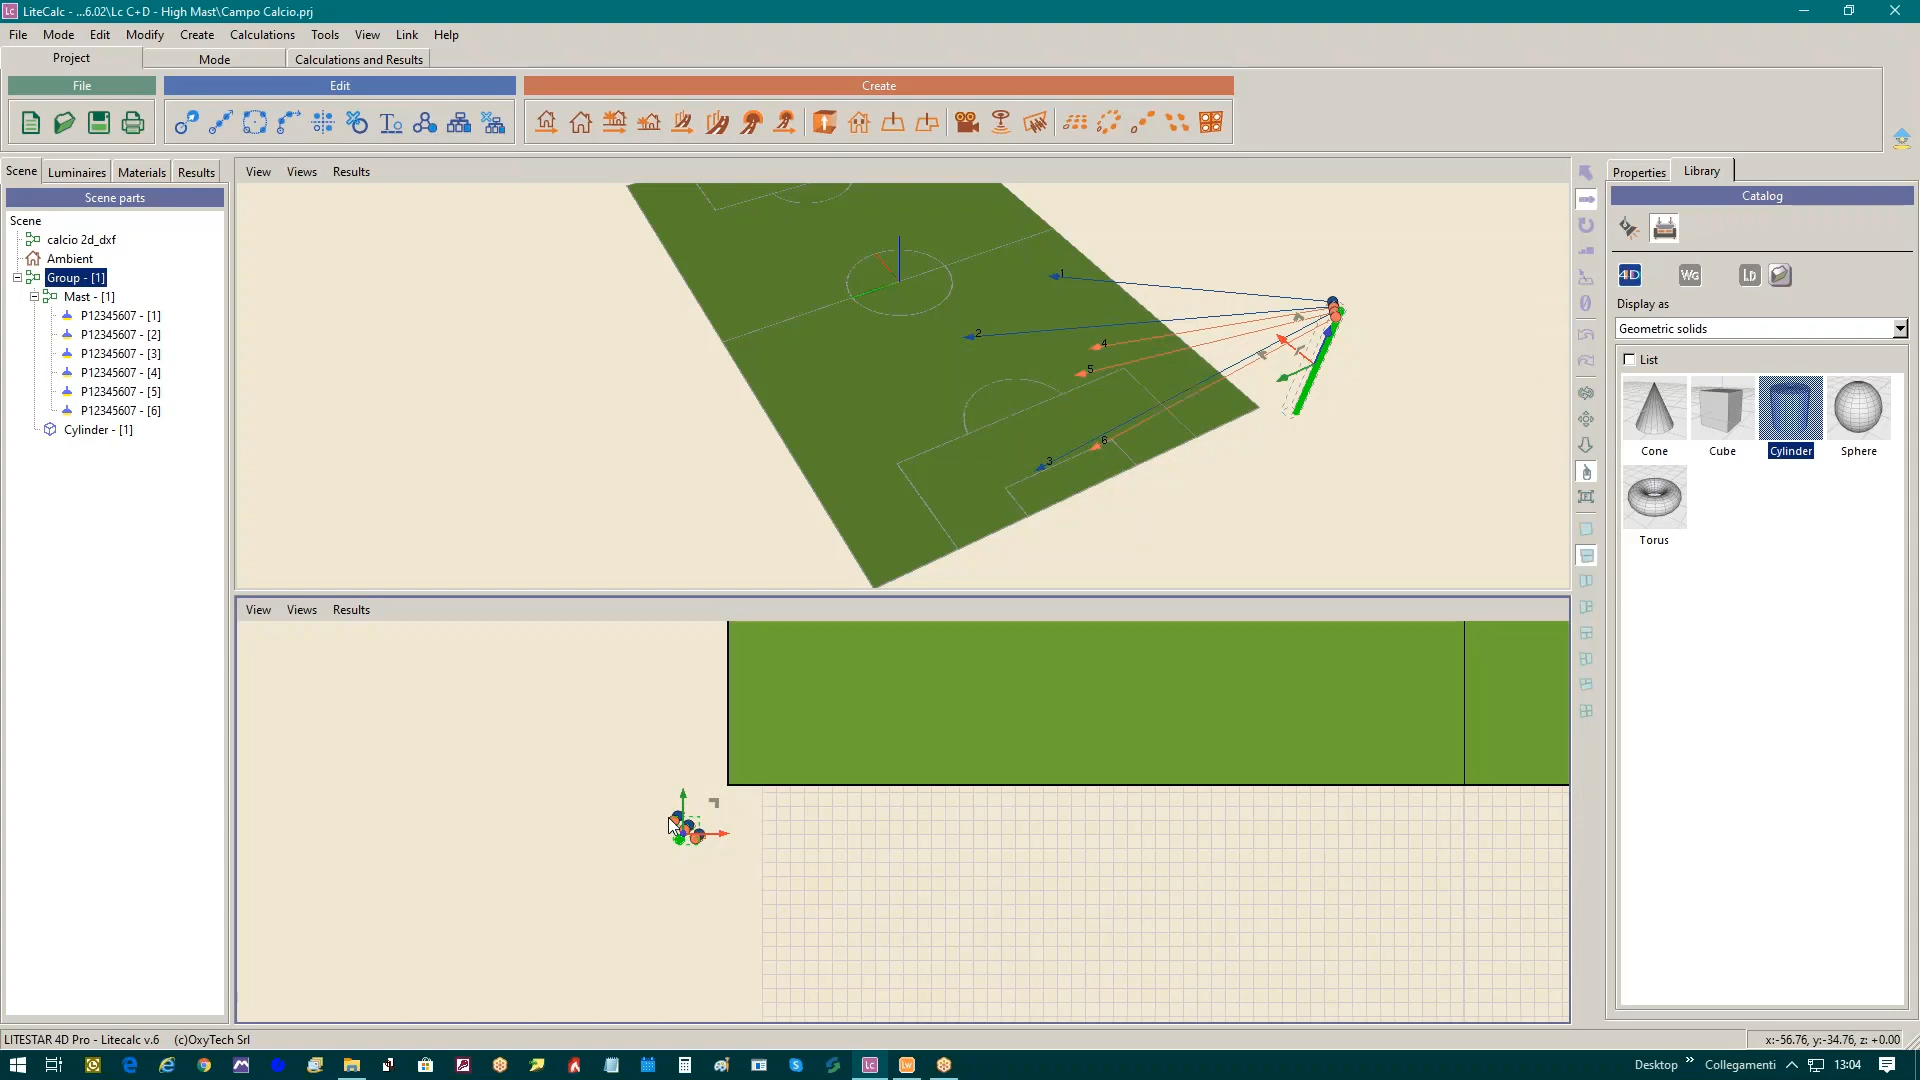 LiteCalc - ...6.02\Lc C+D - High Mast\Campo Calcio.prj
File Mode Edit Modify Create Calculations Tools View Link Help
Project Mode Calculations and Results
File Edit Create
Scene Luminaires Materials Results
View Views Results
Properties Library
Scene parts
Catalog
Scene
calcio 2d_dxf
Ambient
Group - [1]
Mast - [1]
P12345607 - [1]
P12345607 - [2]
P12345607 - [3]
P12345607 - [4]
P12345607 - [5]
P12345607 - [6]
Cylinder - [1]
1
2
4
5
6
3
View Views Results
4D WG LD
Display as
Geometric solids
List
Cone Cube Cylinder Sphere
Torus
LITESTAR 4D Pro - Litecalc v.6 (c)OxyTech Srl
x:-56.76, y:-34.76, z: +0.00
Desktop Collegamenti 13:04